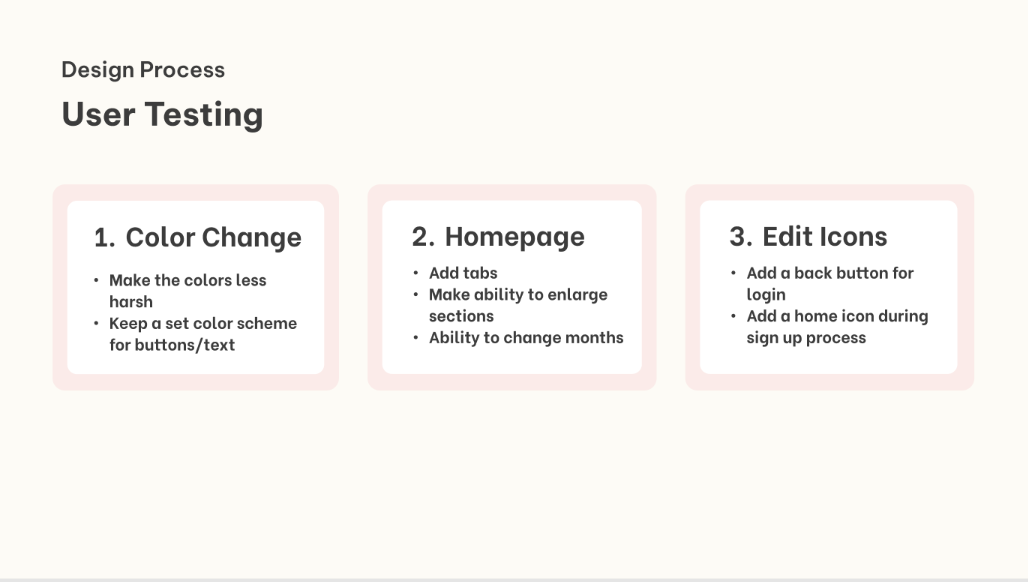 Design Process
User Testing
1. Color Change
• Make the colors less
harsh
• Keep a set color scheme
for buttons/text
2. Homepage
• Add tabs
• Make ability to enlarge
sections
• Ability to change months
3. Edit Icons
• Add a back button for
login
• Add a home icon during
sign up process